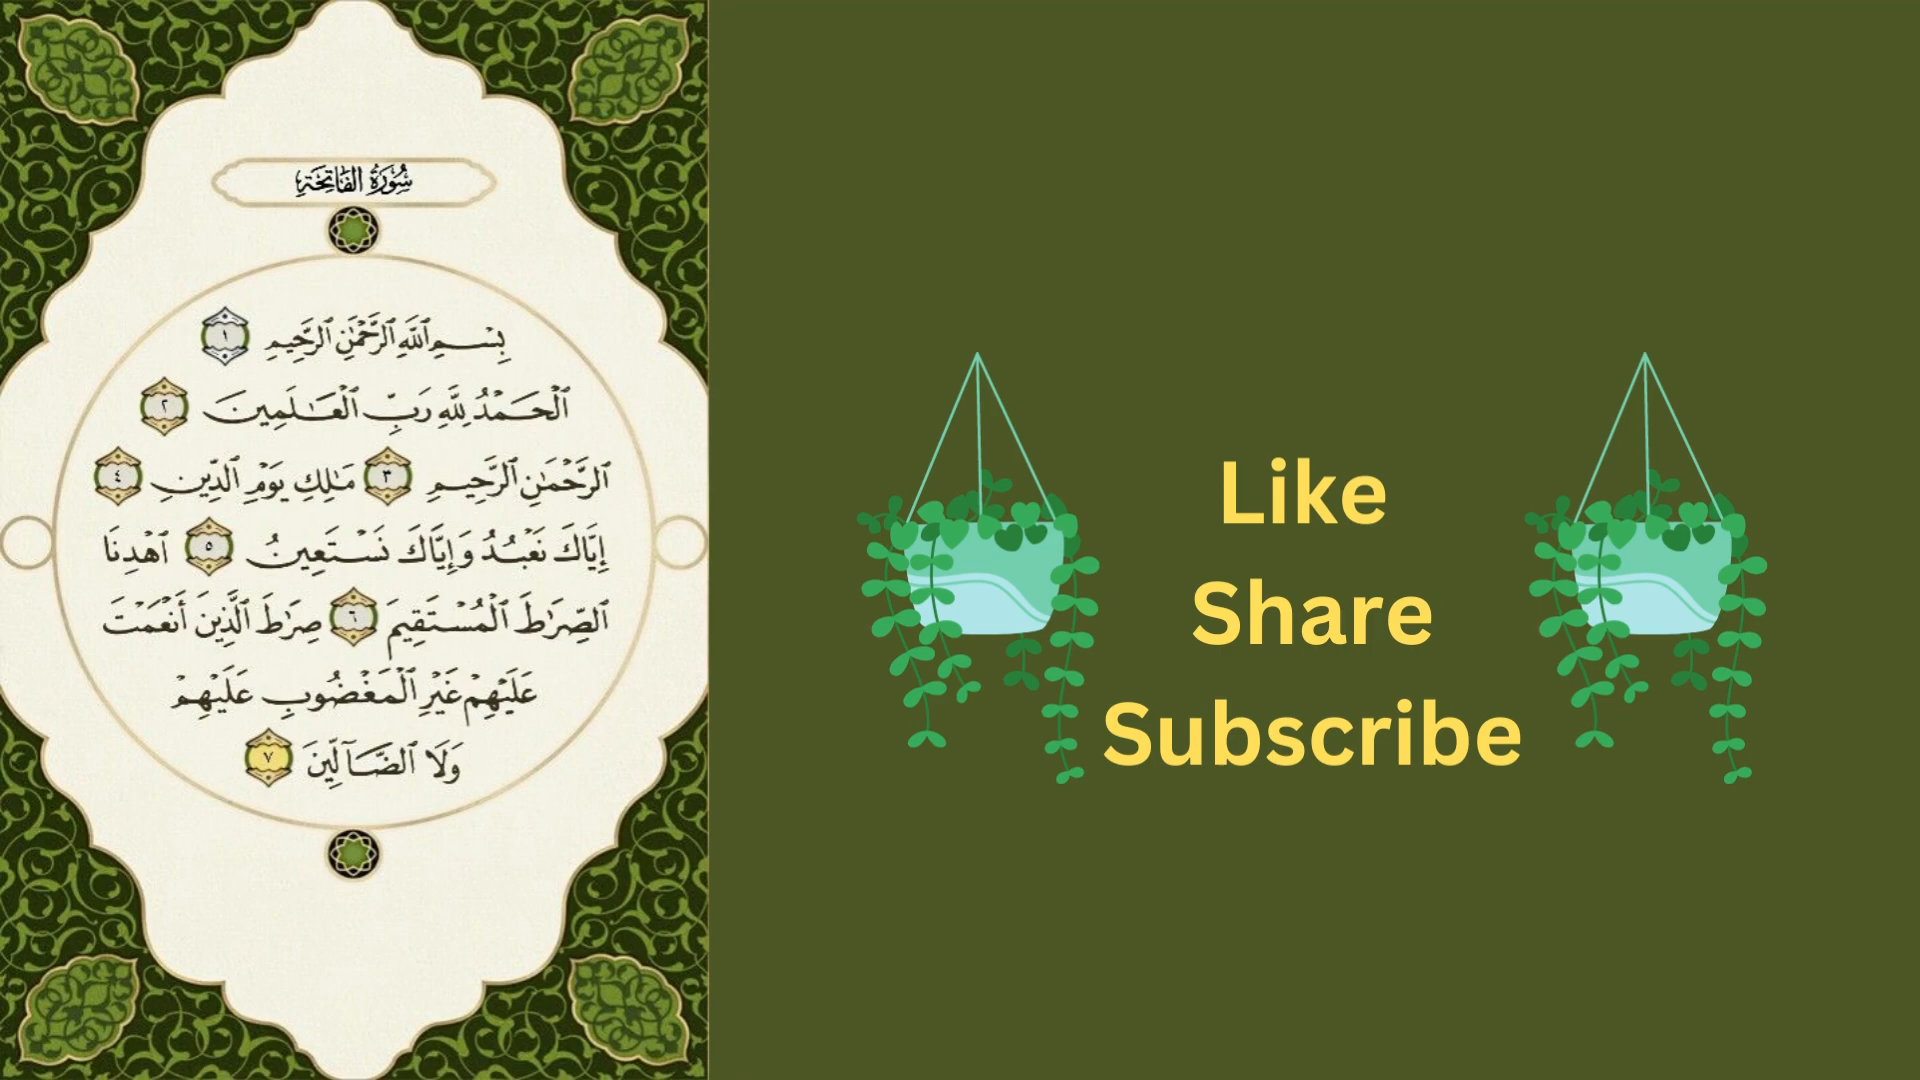 سُورَةُ الفَاتِحَةِ
بِسۡمِ ٱللَّهِ ٱلرَّحۡمَٰنِ ٱلرَّحِيمِ ١
ٱلۡحَمۡدُ لِلَّهِ رَبِّ ٱلۡعَٰلَمِينَ ٢
ٱلرَّحۡمَٰنِ ٱلرَّحِيمِ ٣ مَٰلِكِ يَوۡمِ ٱلدِّينِ ٤
إِيَّاكَ نَعۡبُدُ وَإِيَّاكَ نَسۡتَعِينُ ٥ ٱهۡدِنَا
ٱلصِّرَٰطَ ٱلۡمُسۡتَقِيمَ ٦ صِرَٰطَ ٱلَّذِينَ أَنۡعَمۡتَ
عَلَيۡهِمۡ غَيۡرِ ٱلۡمَغۡضُوبِ عَلَيۡهِمۡ
وَلَا ٱلضَّآلِّينَ ٧
Like
Share
Subscribe